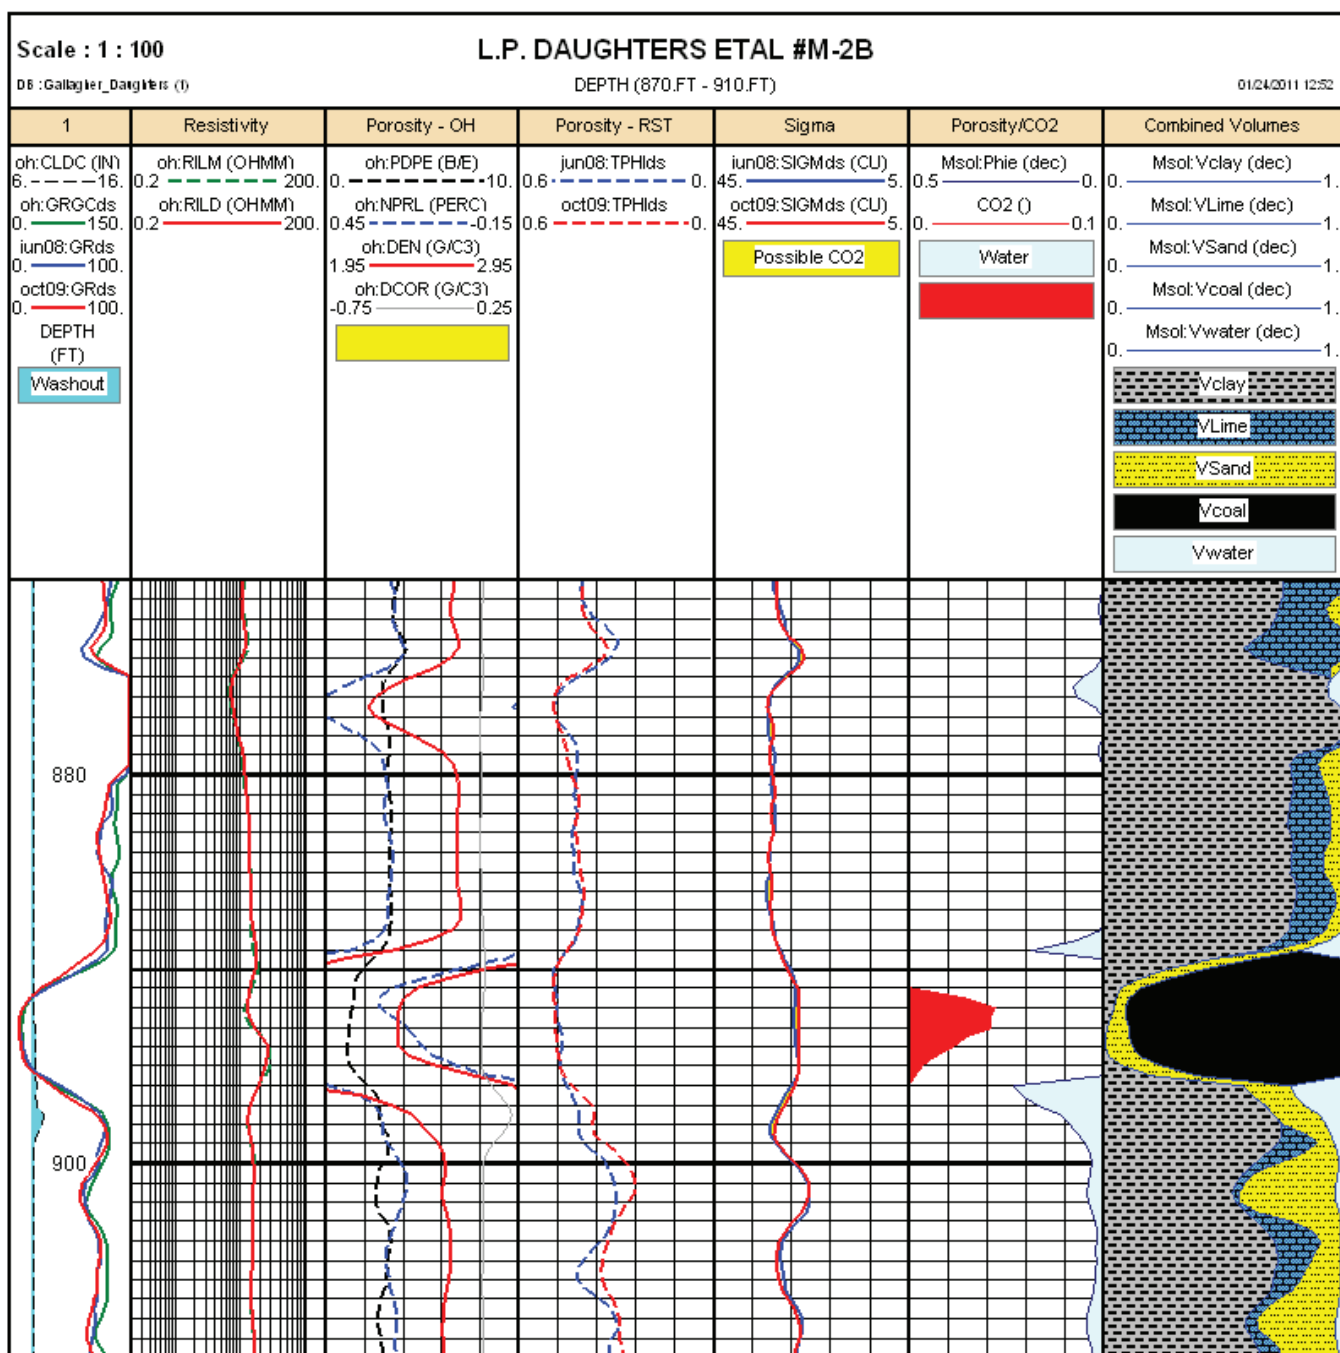 Scale : 1 : 100
L.P. DAUGHTERS ETAL #M-2B
DB : Gallagher_Daughters (1)
DEPTH (870.FT - 910.FT)
01/24/2011 12:52
1
Resistivity
Porosity - OH
Porosity - RST
Sigma
Porosity/CO2
Combined Volumes
oh:CLDC (IN)
6. 16.
oh:GRGCds
0. 150.
jun08:GRds
0. 100.
oct09:GRds
0. 100.
DEPTH
(FT)
Washout
oh:RILM (OHMM)
0.2 200.
oh:RILD (OHMM)
0.2 200.
oh:PDPE (B/E)
0. 10.
oh:NPRL (PERC)
0.45 -0.15
oh:DEN (G/C3)
1.95 2.95
oh:DCOR (G/C3)
-0.75 0.25
jun08:TPHIds
0.6 0.
oct09:TPHIds
0.6 0.
jun08:SIGMds (CU)
45. 5.
oct09:SIGMds (CU)
45. 5.
Possible CO2
Msol:Phie (dec)
0.5 0.
CO2 ()
0. 0.1
Water
Msol:Vclay (dec)
0. 1.
Msol:VLime (dec)
0. 1.
Msol:VSand (dec)
0. 1.
Msol:Vcoal (dec)
0. 1.
Msol:Vwater (dec)
0. 1.
Vclay
VLime
VSand
Vcoal
Vwater
880
900